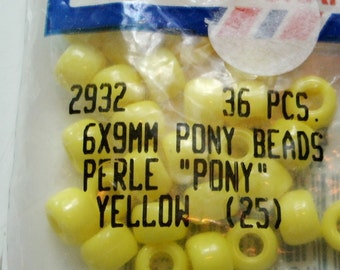 2932 36 PCS.
6X9MM PONY BEADS
PERLE "PONY"
YELLOW (25)